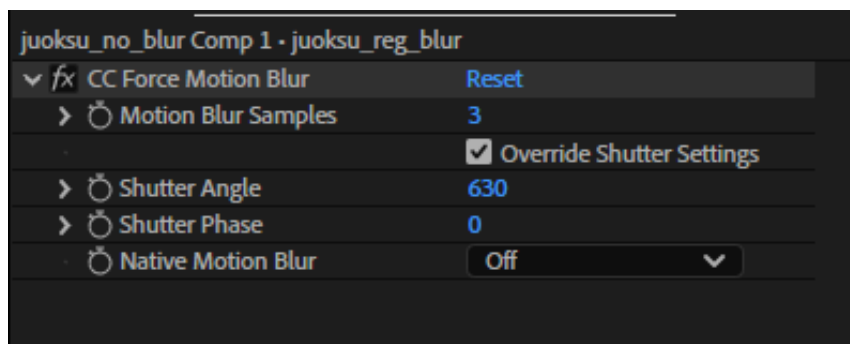 juoksu_no_blur Comp 1 • juoksu_reg_blur
fx CC Force Motion Blur Reset
Motion Blur Samples 3
Override Shutter Settings
Shutter Angle 630
Shutter Phase 0
Native Motion Blur Off